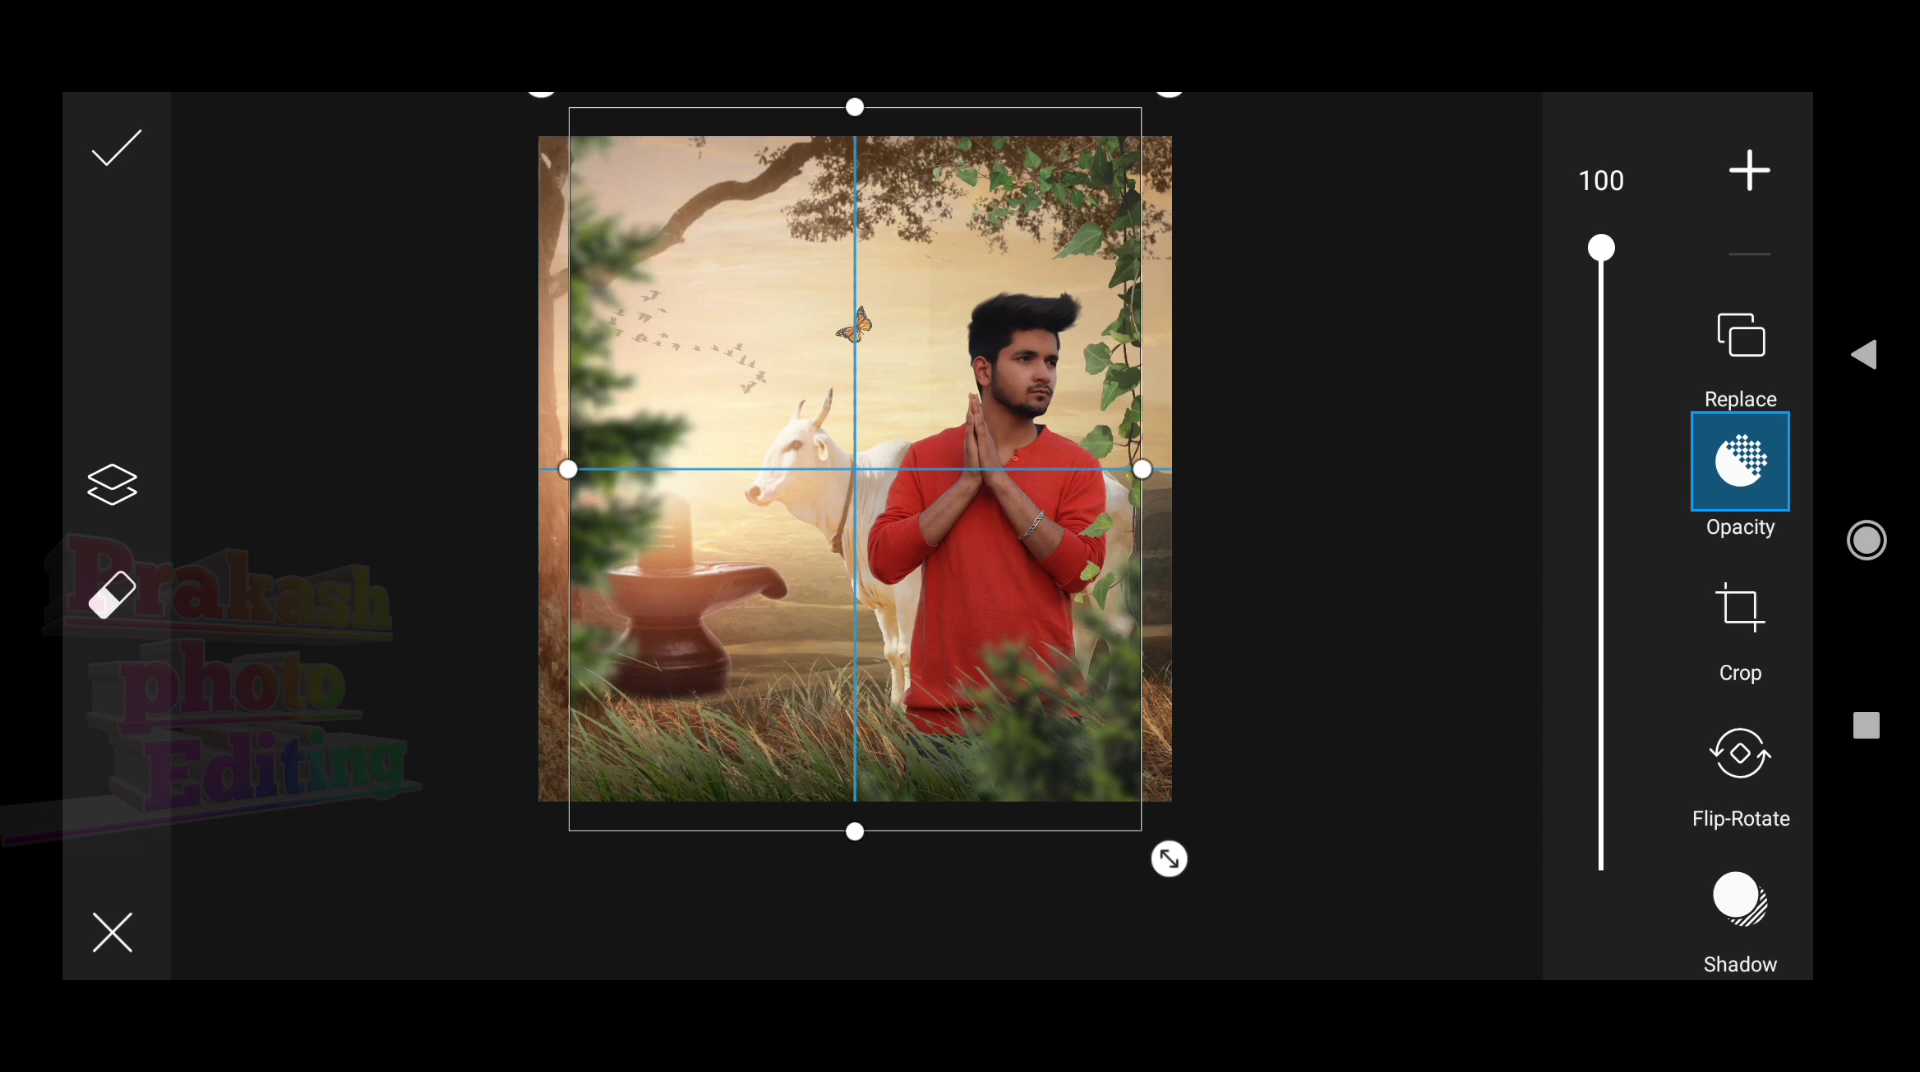 100
Replace
Opacity
Crop
Flip-Rotate
Shadow
Prakash
photo
Editing